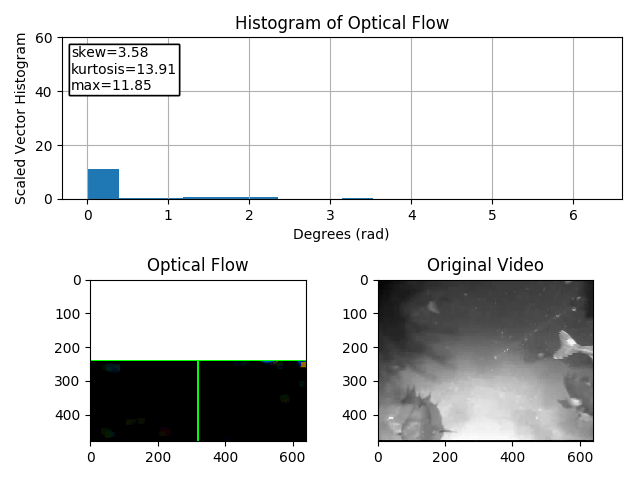 Histogram of Optical Flow
Scaled Vector Histogram
60
40
20
0
skew=3.58
kurtosis=13.91
max=11.85
0 1 2 3 4 5 6
Degrees (rad)
Optical Flow
0
100
200
300
400
0 200 400 600
Original Video
0
100
200
300
400
0 200 400 600